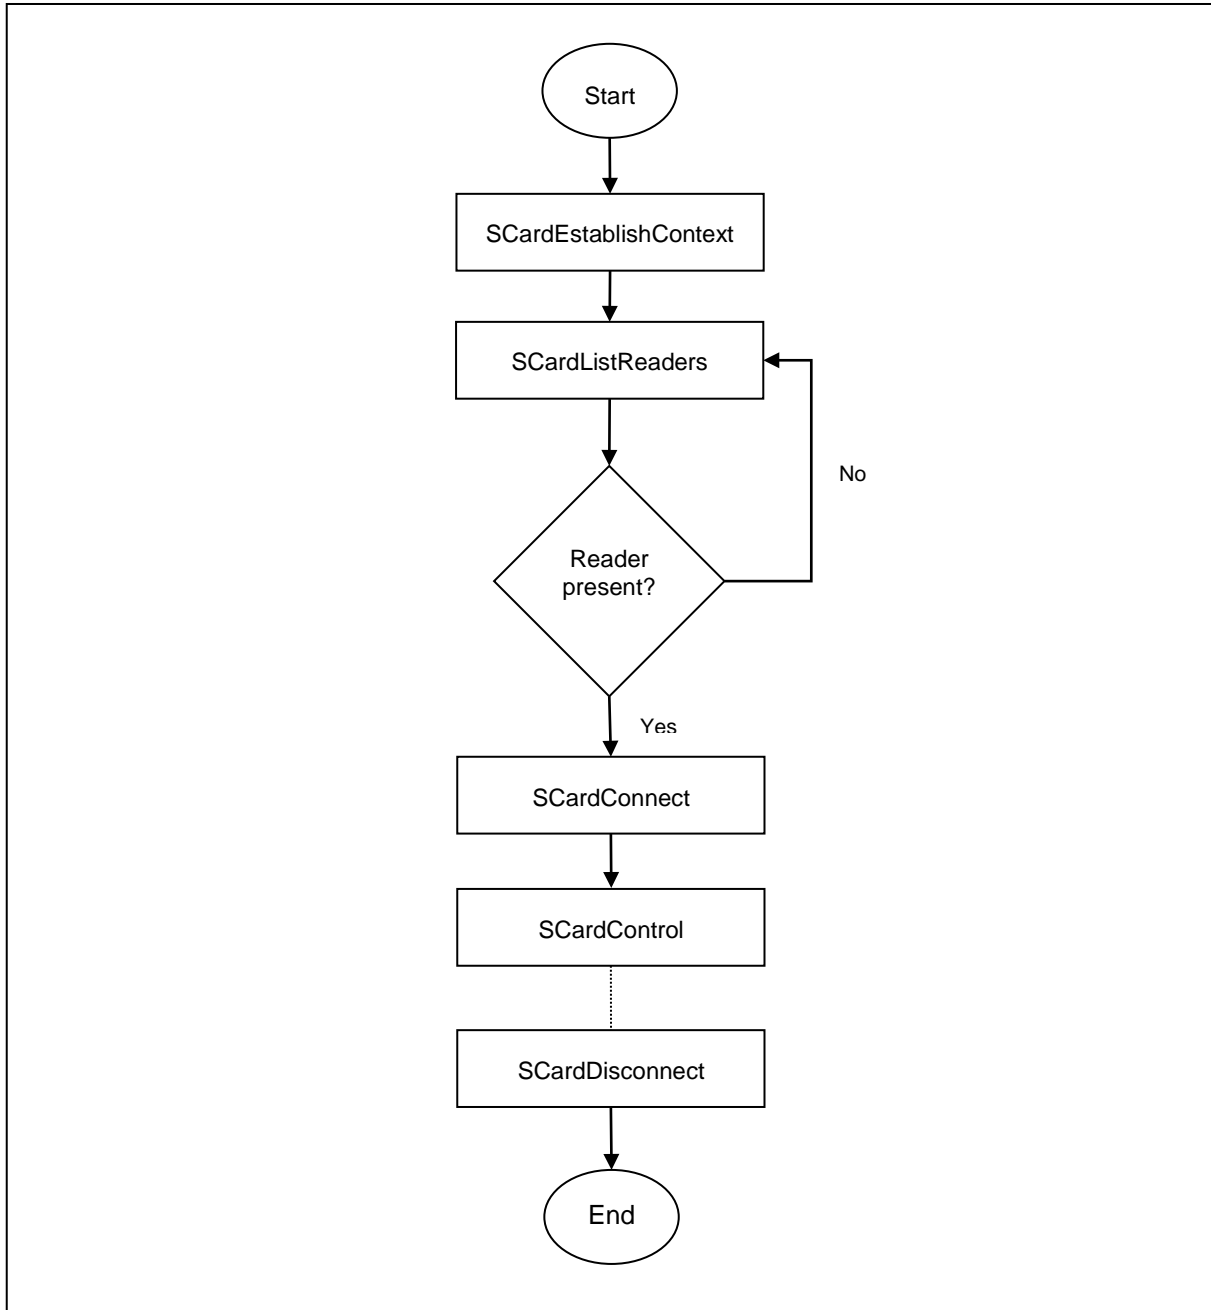 Start
SCardEstablishContext
SCardListReaders
No
Reader
present?
Yes
SCardConnect
SCardControl
SCardDisconnect
End